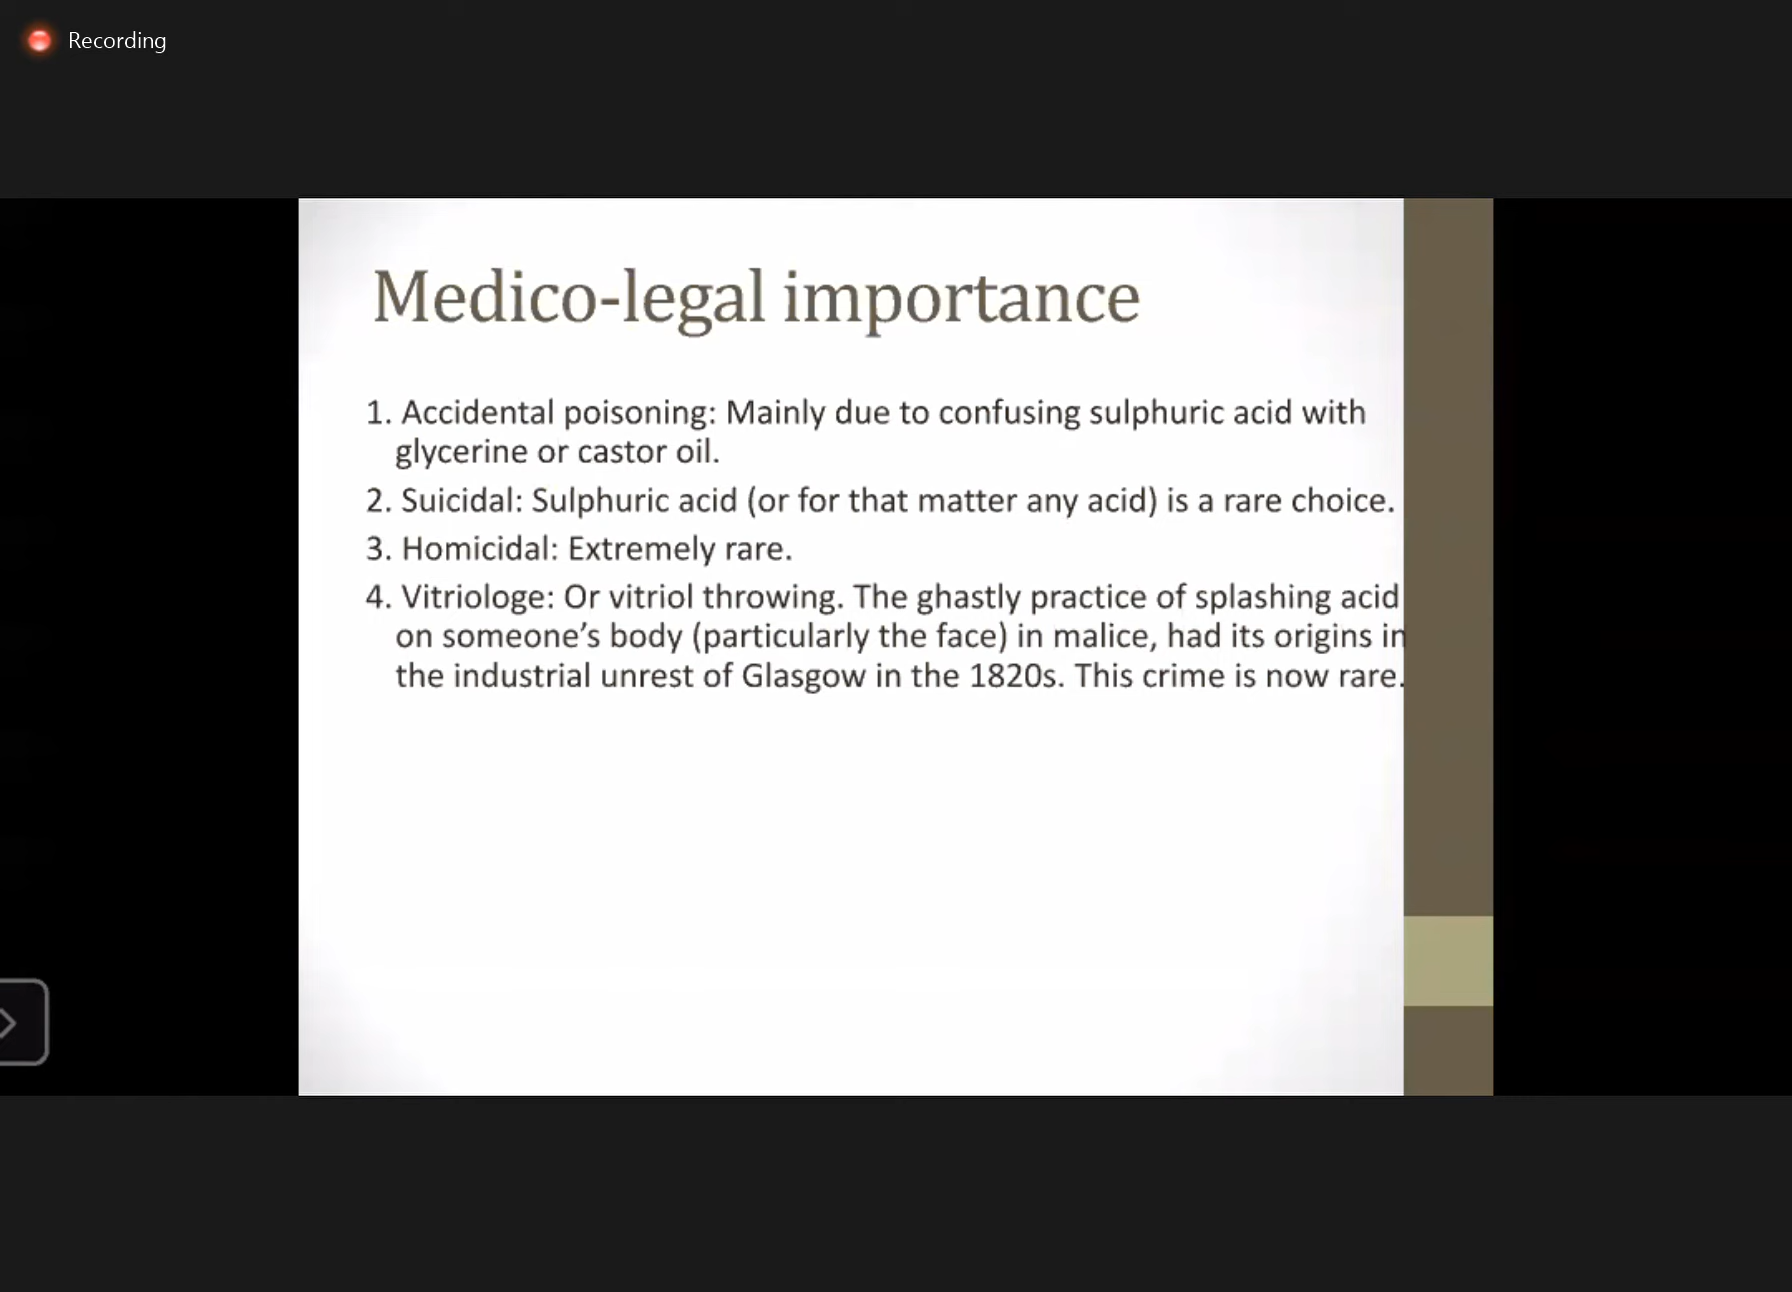 Recording
Medico-legal importance
1. Accidental poisoning: Mainly due to confusing sulphuric acid with
glycerine or castor oil.
2. Suicidal: Sulphuric acid (or for that matter any acid) is a rare choice.
3. Homicidal: Extremely rare.
4. Vitriologe: Or vitriol throwing. The ghastly practice of splashing acid
on someone’s body (particularly the face) in malice, had its origins in
the industrial unrest of Glasgow in the 1820s. This crime is now rare.